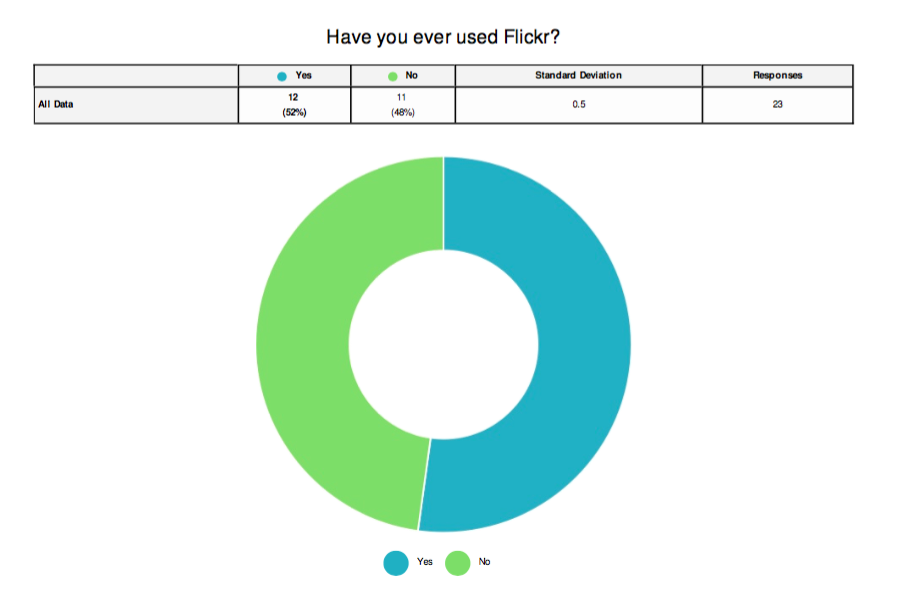 Have you ever used Flickr?
Yes No Standard Deviation Responses
All Data 12 11 0.5 23
(52%) (48%)
Yes No